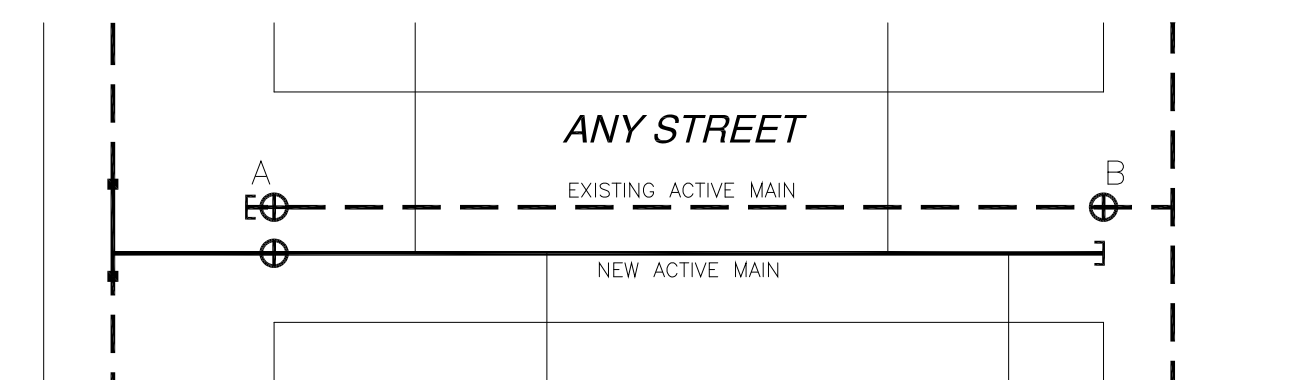 ANY STREET
A
B
EXISTING ACTIVE MAIN
NEW ACTIVE MAIN